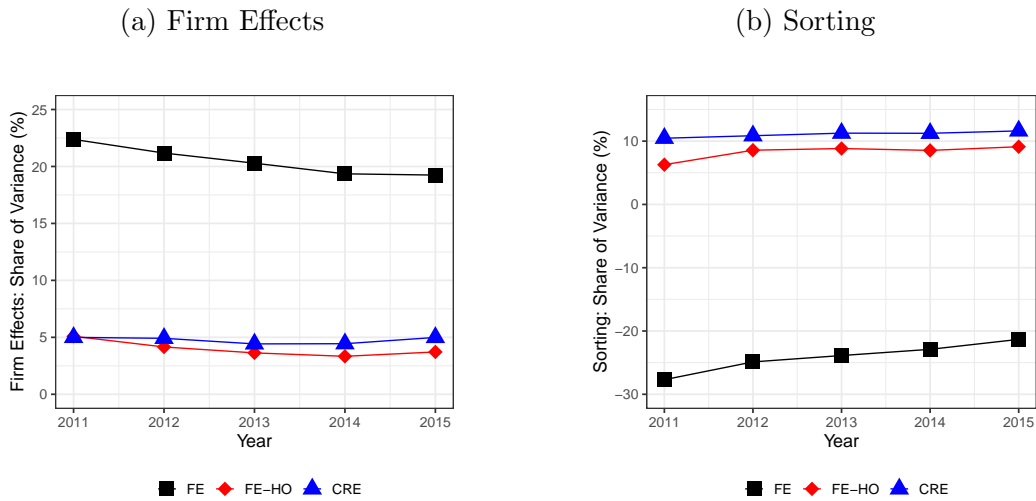 (a) Firm Effects
Firm Effects: Share of Variance (%)
25
20
15
10
5
0
2011 2012 2013 2014 2015
Year
FE FE−HO CRE
(b) Sorting
Sorting: Share of Variance (%)
10
0
−10
−20
−30
2011 2012 2013 2014 2015
Year
FE FE−HO CRE